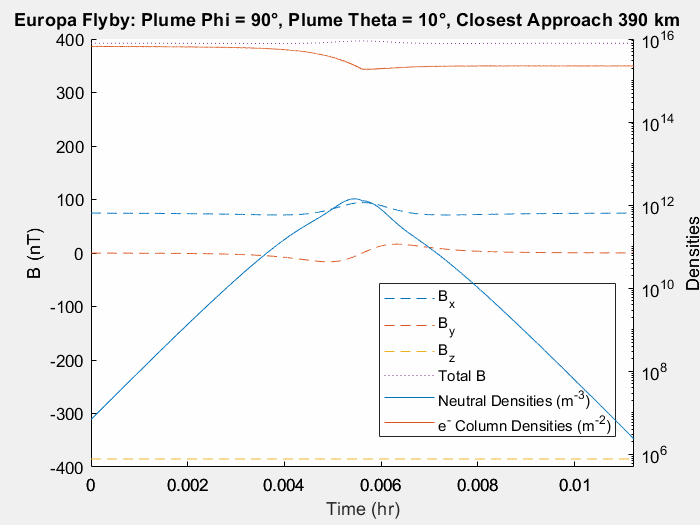 Europa Flyby: Plume Phi = 90°, Plume Theta = 10°, Closest Approach 390 km
400
300
200
100
0
-100
-200
-300
-400
B (nT)
10^16
10^14
10^12
10^10
10^8
10^6
Densities
B_x
B_y
B_z
Total B
Neutral Densities (m^-3)
e^- Column Densities (m^-2)
0
0.002
0.004
0.006
0.008
0.01
Time (hr)